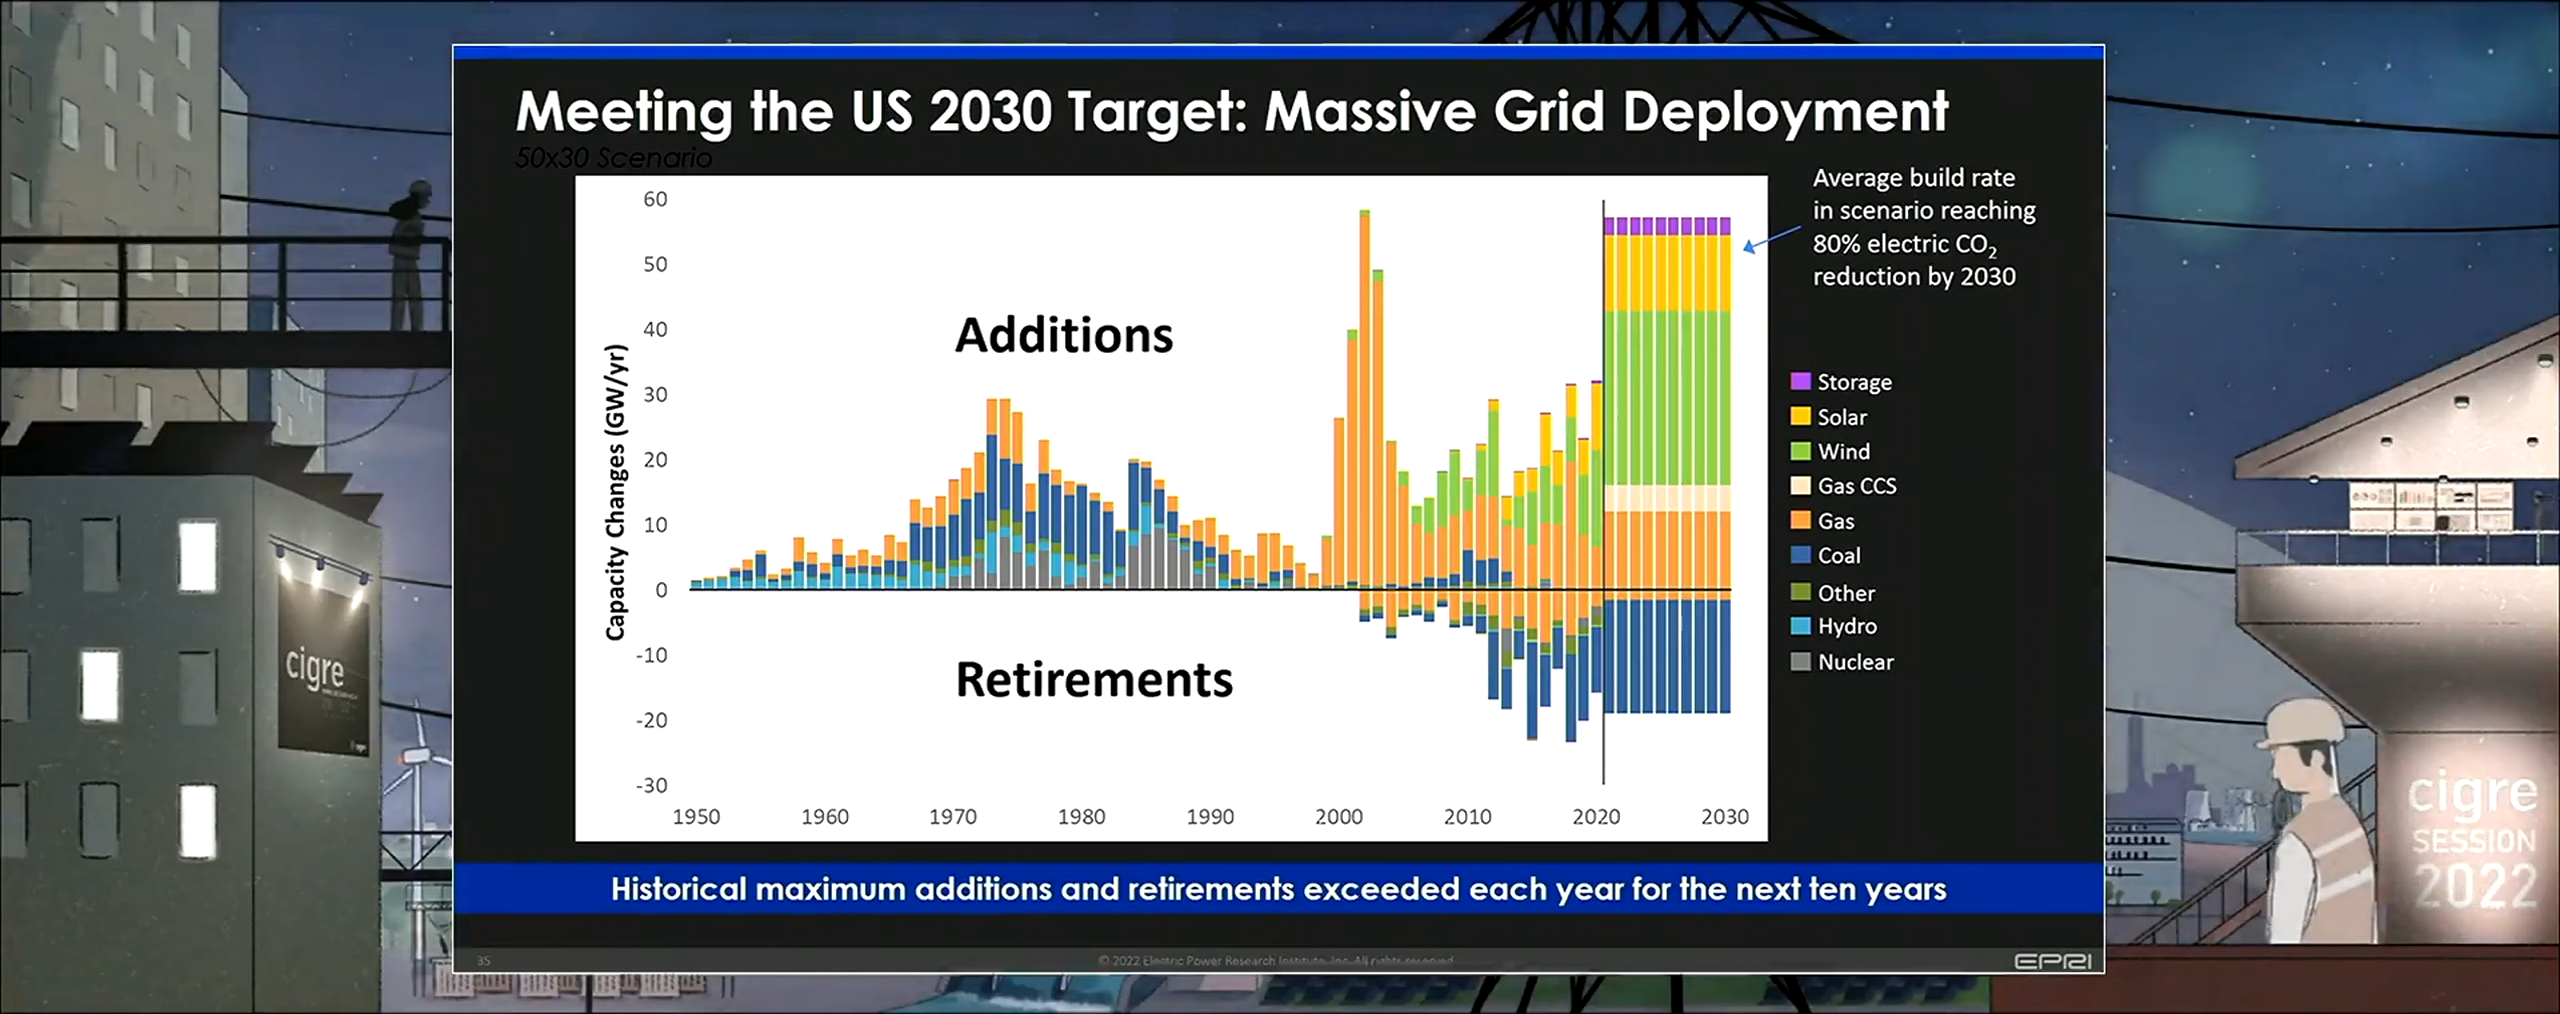 Meeting the US 2030 Target: Massive Grid Deployment
50x30 Scenario
Average build rate
in scenario reaching
80% electric CO₂
reduction by 2030
60
50
40
30
20
10
0
-10
-20
-30
Capacity Changes (GW/yr)
Additions
Retirements
1950 1960 1970 1980 1990 2000 2010 2020 2030
Storage
Solar
Wind
Gas CCS
Gas
Coal
Other
Hydro
Nuclear
Historical maximum additions and retirements exceeded each year for the next ten years
35
© 2022 Electric Power Research Institute, Inc. All rights reserved.
EPRI
cigre
cigre
SESSION
2022